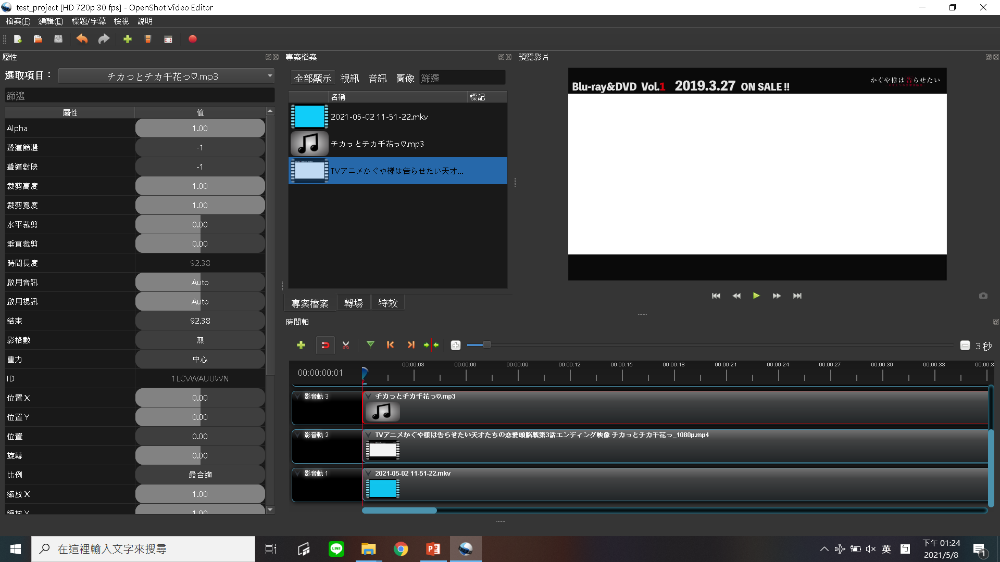 test_project [HD 720p 30 fps] - OpenShot Video Editor
檔案(F) 編輯(E) 標題/字幕 檢視 說明
屬性
選取項目：
チカっとチカ千花っ♡.mp3
篩選
屬性 值
Alpha 1.00
聲道篩選 -1
聲道對映 -1
裁剪高度 1.00
裁剪寬度 1.00
水平裁剪 0.00
垂直裁剪 0.00
時間長度 92.38
啟用音訊 Auto
啟用視訊 Auto
結束 92.38
影格數 無
重力 中心
ID 1LCVWAUUWN
位置 X 0.00
位置 Y 0.00
位置 0.00
旋轉 0.00
比例 最合適
縮放 X 1.00
縮放 Y 1.00
專案檔案
全部顯示 視訊 音訊 圖像 篩選
名稱 標記
2021-05-02 11-51-22.mkv
チカっとチカ千花っ♡.mp3
TVアニメかぐや様は告らせたい天才...
專案檔案 轉場 特效
預覽影片
Blu-ray&DVD Vol.1 2019.3.27 ON SALE !!
かぐや様は告らせたい
時間軸
3 秒
00:00:00:01
00:00:03 00:00:06 00:00:09 00:00:12 00:00:15 00:00:18 00:00:21 00:00:24 00:00:27 00:00:30 00:00:33 00:00:3
影音軌 3
チカっとチカ千花っ♡.mp3
影音軌 2
TVアニメかぐや様は告らせたい天才たちの恋愛頭脳戦第3話エンディング映像 チカっとチカ千花っ_1080p.mp4
影音軌 1
2021-05-02 11-51-22.mkv
在這裡輸入文字來搜尋
LINE
英
下午 01:24
2021/5/8
1